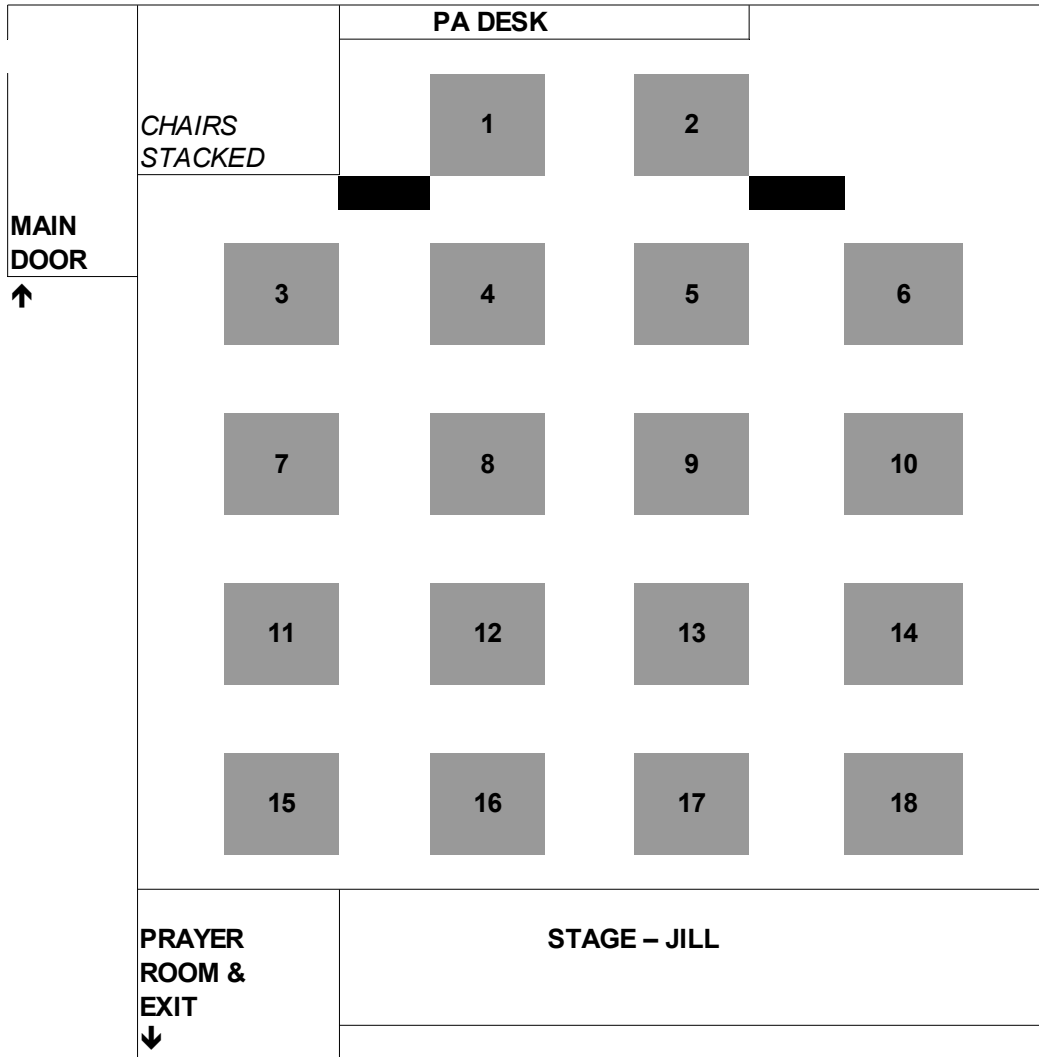 PA DESK
CHAIRS
STACKED
1
2
MAIN
DOOR
↑
3
4
5
6
7
8
9
10
11
12
13
14
15
16
17
18
PRAYER
ROOM &
EXIT
↓
STAGE – JILL